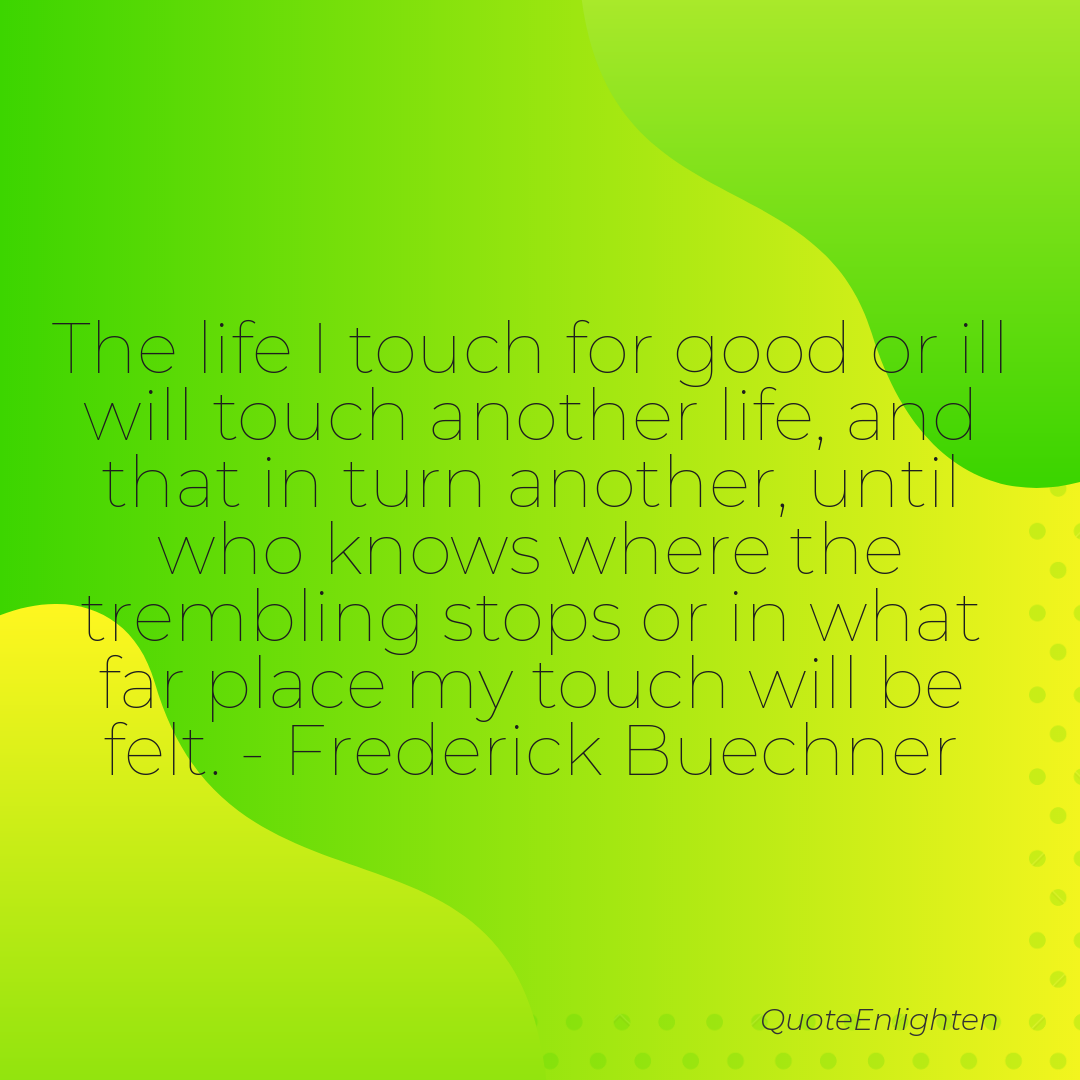 The life I touch for good or ill
will touch another life, and
that in turn another, until
who knows where the
trembling stops or in what
far place my touch will be
felt. - Frederick Buechner
QuoteEnlighten